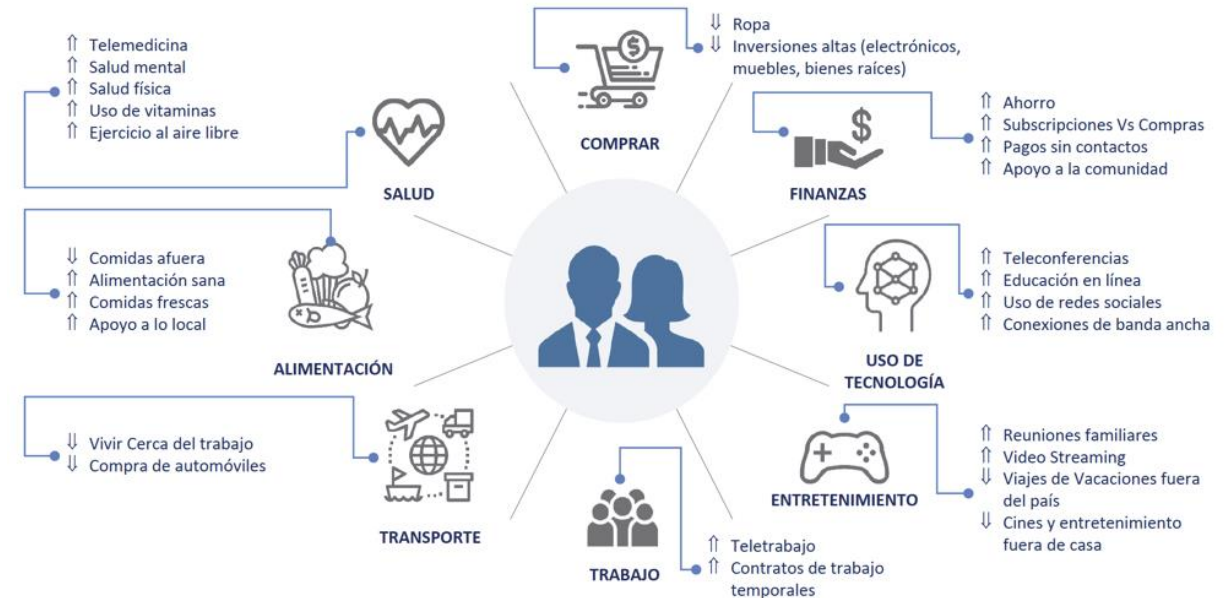 ⇑ Telemedicina
⇑ Salud mental
⇑ Salud física
⇑ Uso de vitaminas
⇑ Ejercicio al aire libre
SALUD
$
COMPRAR
⇓ Ropa
⇓ Inversiones altas (electrónicos,
muebles, bienes raíces)
$
FINANZAS
⇑ Ahorro
⇑ Subscripciones Vs Compras
⇑ Pagos sin contactos
⇑ Apoyo a la comunidad
⇓ Comidas afuera
⇑ Alimentación sana
⇑ Comidas frescas
⇑ Apoyo a lo local
ALIMENTACIÓN
USO DE
TECNOLOGÍA
⇑ Teleconferencias
⇑ Educación en línea
⇑ Uso de redes sociales
⇑ Conexiones de banda ancha
⇓ Vivir Cerca del trabajo
⇓ Compra de automóviles
TRANSPORTE
TRABAJO
⇑ Teletrabajo
⇑ Contratos de trabajo
temporales
ENTRETENIMIENTO
⇑ Reuniones familiares
⇑ Video Streaming
⇓ Viajes de Vacaciones fuera
del país
⇓ Cines y entretenimiento
fuera de casa